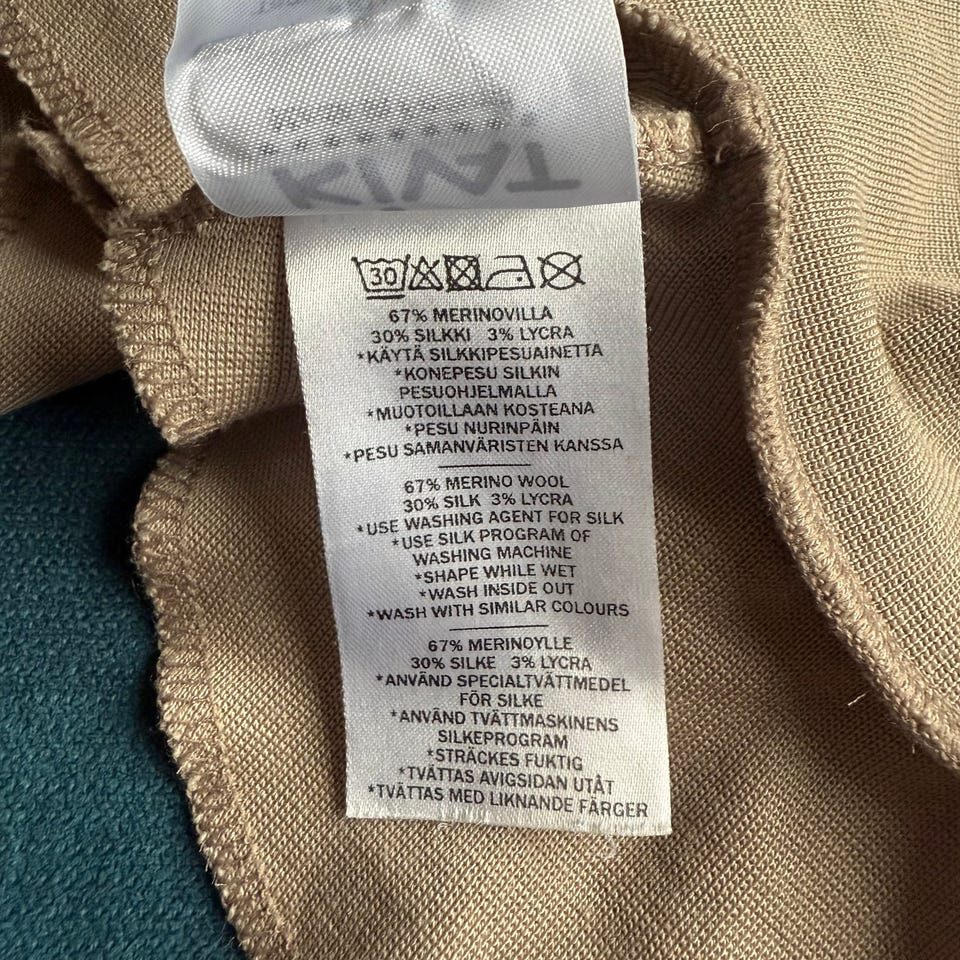 30
67% MERINOVILLA
30% SILKKI 3% LYCRA
*KÄYTÄ SILKKIPESUAINETTA
*KONEPESU SILKIN
PESUOHJELMALLA
*MUOTOILLAAN KOSTEANA
*PESU NURINPÄIN
*PESU SAMANVÄRISTEN KANSSA
67% MERINO WOOL
30% SILK 3% LYCRA
*USE WASHING AGENT FOR SILK
*USE SILK PROGRAM OF
WASHING MACHINE
*SHAPE WHILE WET
*WASH INSIDE OUT
*WASH WITH SIMILAR COLOURS
67% MERINOYLLE
30% SILKE 3% LYCRA
*ANVÄND SPECIALTVÄTTMEDEL
FÖR SILKE
*ANVÄND TVÄTTMASKINENS
SILKEPROGRAM
*STRÄCKES FUKTIG
*TVÄTTAS AVIGSIDAN UTÅT
*TVÄTTAS MED LIKNANDE FÄRGER